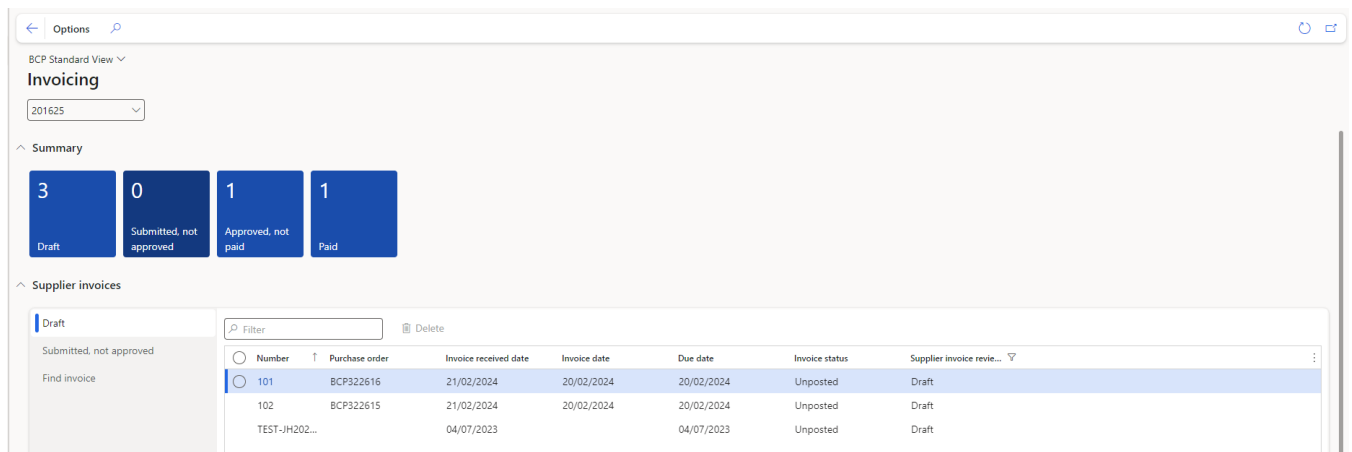 Options
BCP Standard View
Invoicing
201625
Summary
3
Draft
0
Submitted, not
approved
1
Approved, not
paid
1
Paid
Supplier invoices
Draft
Submitted, not approved
Find invoice
Filter
Delete
Number Purchase order Invoice received date Invoice date Due date Invoice status Supplier invoice revie...
101 BCP322616 21/02/2024 20/02/2024 20/02/2024 Unposted Draft
102 BCP322615 21/02/2024 20/02/2024 20/02/2024 Unposted Draft
TEST-JH202... 04/07/2023 04/07/2023 Unposted Draft